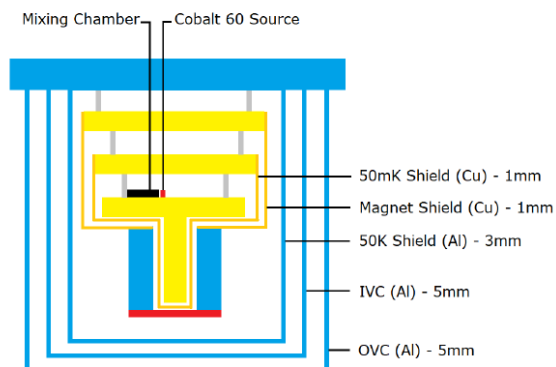 Mixing Chamber
Cobalt 60 Source
50mK Shield (Cu) - 1mm
Magnet Shield (Cu) - 1mm
50K Shield (Al) - 3mm
IVC (Al) - 5mm
OVC (Al) - 5mm